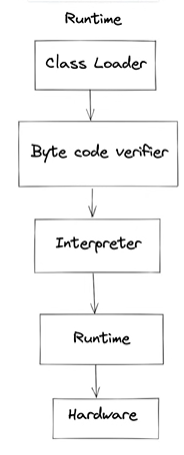 Runtime
Class Loader
Byte code verifier
Interpreter
Runtime
Hardware